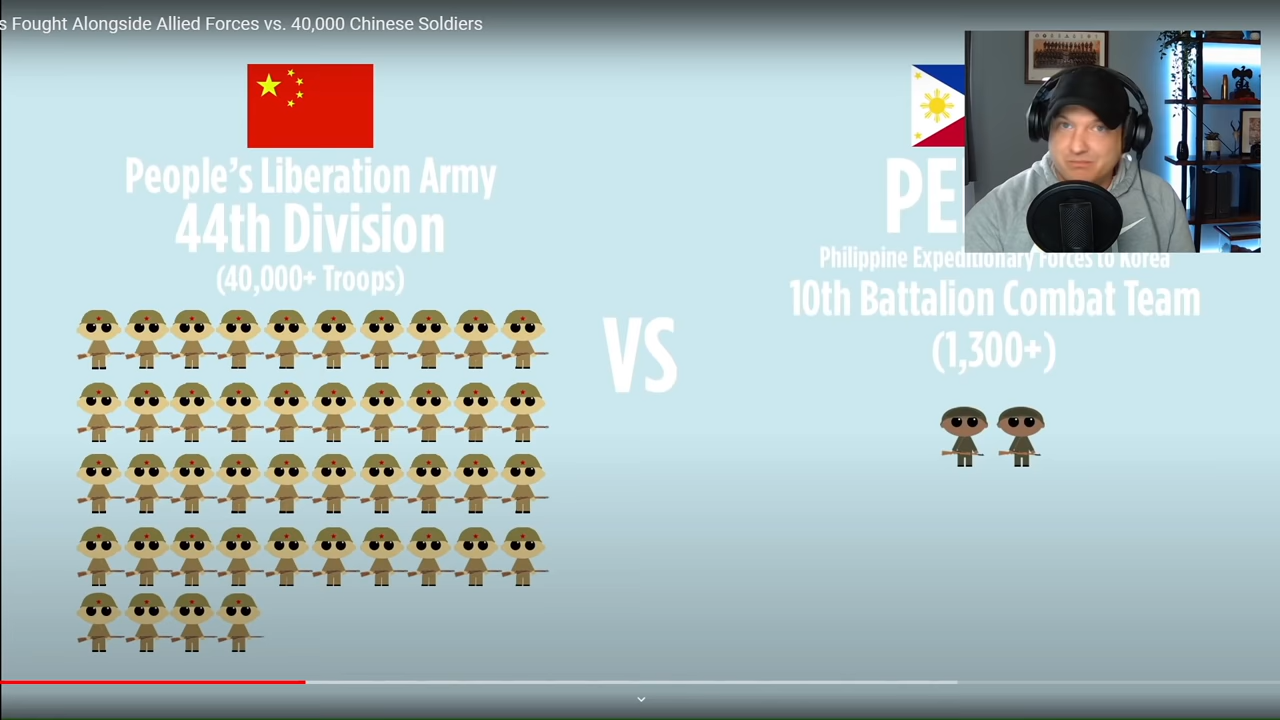 s Fought Alongside Allied Forces vs. 40,000 Chinese Soldiers
People's Liberation Army
44th Division
(40,000+ Troops)
VS
PE
Philippine Expeditionary Forces to Korea
10th Battalion Combat Team
(1,300+)